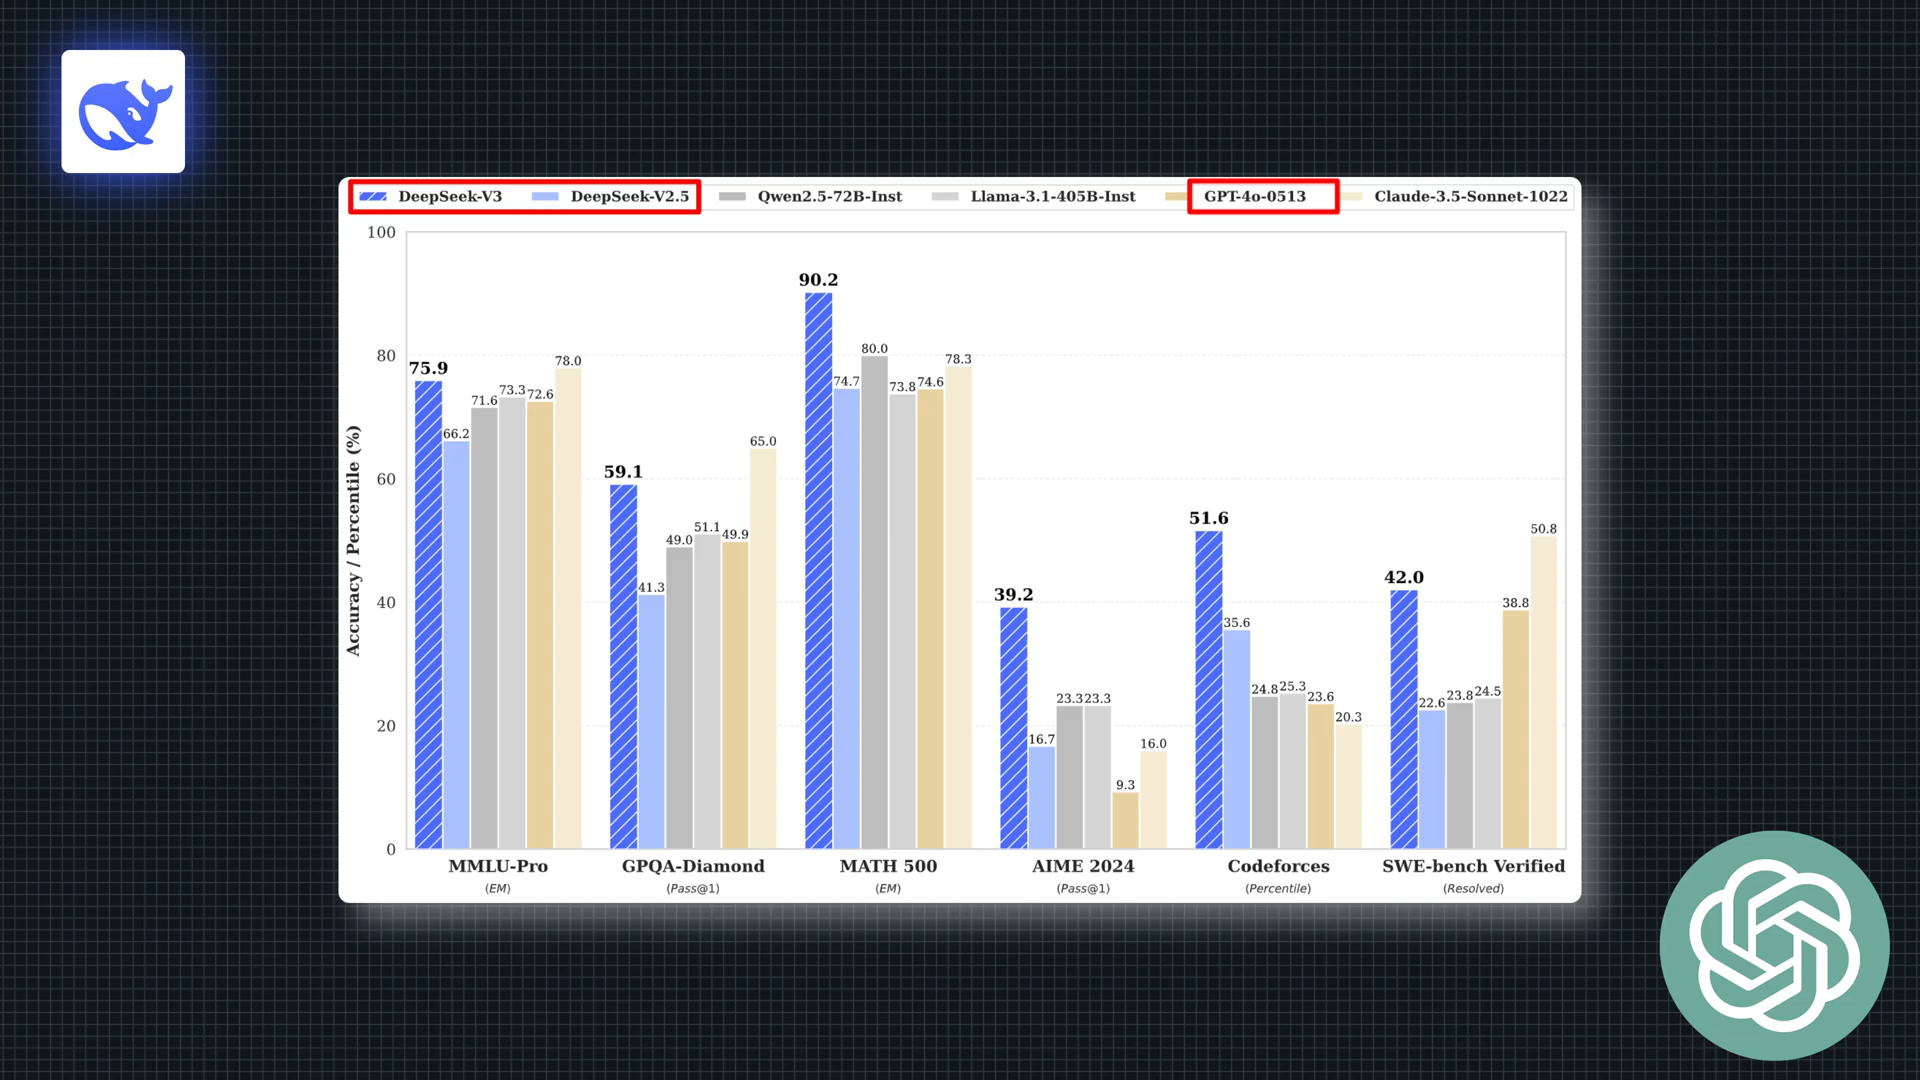 DeepSeek-V3 DeepSeek-V2.5 Qwen2.5-72B-Inst Llama-3.1-405B-Inst GPT-4o-0513 Claude-3.5-Sonnet-1022
Accuracy / Percentile (%)
100
80
60
40
20
0
75.9 66.2 71.6 73.3 72.6 78.0
59.1 41.3 49.0 51.1 49.9 65.0
90.2 74.7 80.0 73.8 74.6 78.3
39.2 16.7 23.3 23.3 9.3 16.0
51.6 35.6 24.8 25.3 23.6 20.3
42.0 22.6 23.8 24.5 38.8 50.8
MMLU-Pro GPQA-Diamond MATH 500 AIME 2024 Codeforces SWE-bench Verified
(EM) (Pass@1) (EM) (Pass@1) (Percentile) (Resolved)